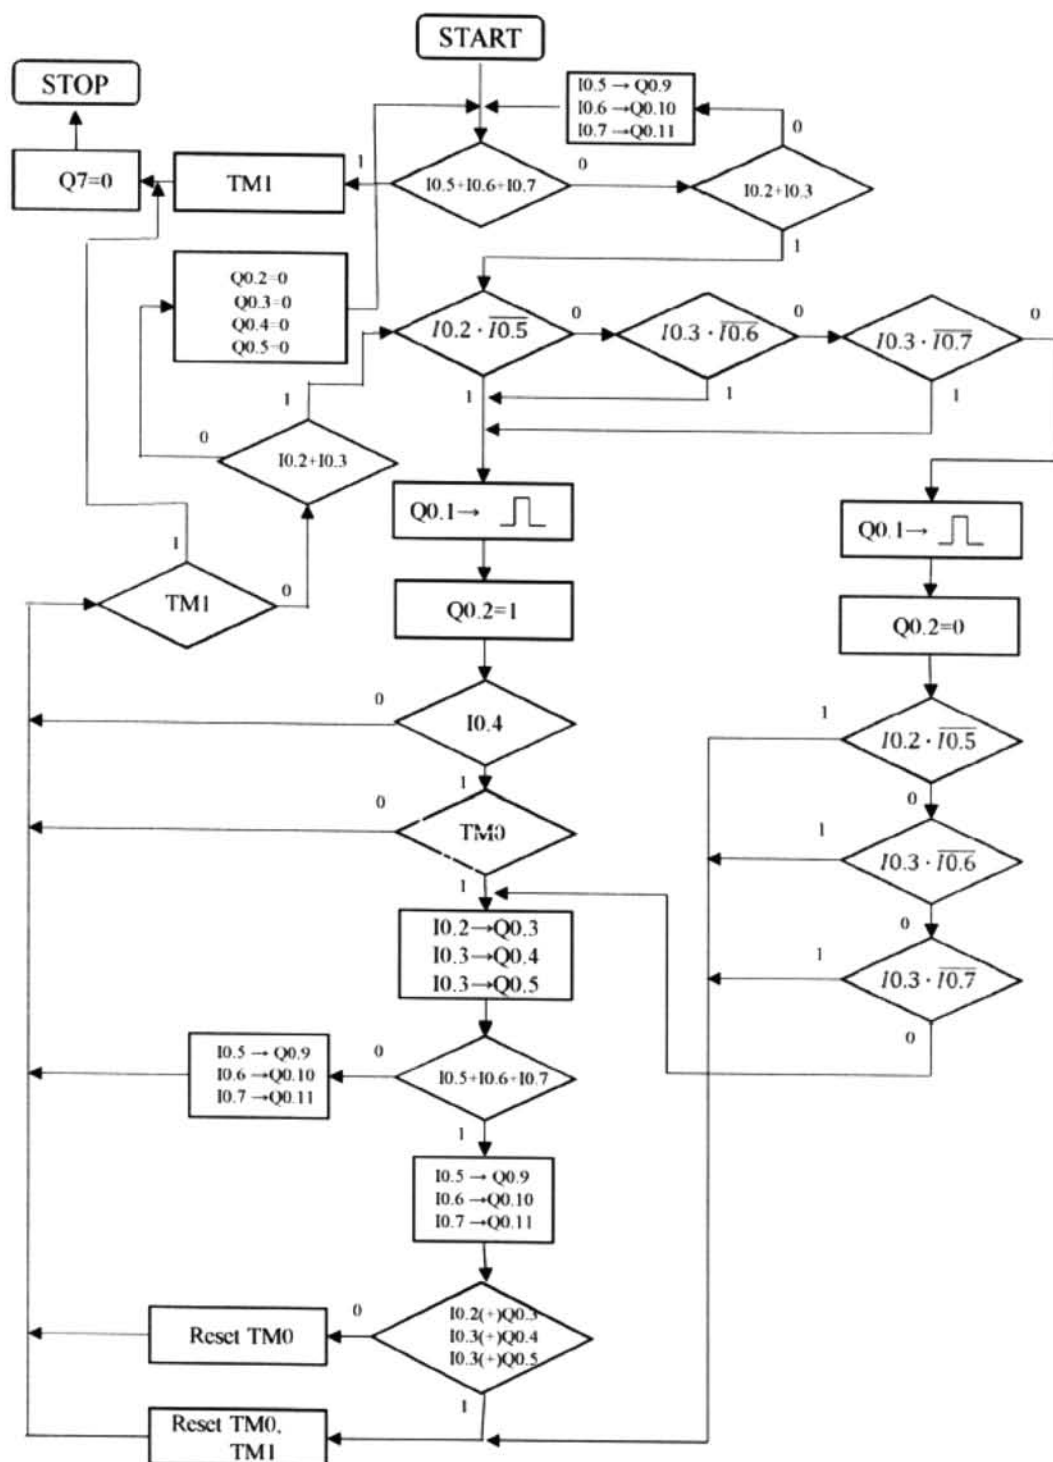 START
STOP
I0.5 → Q0.9
I0.6 →Q0.10
I0.7 →Q0.11
0
Q7=0
TM1
1
I0.5+I0.6+I0.7
0
I0.2+I0.3
1
Q0.2=0
Q0.3=0
Q0.4=0
Q0.5=0
I0.2 · I̅0̅.̅5̅
0
I0.3 · I̅0̅.̅6̅
0
I0.3 · I̅0̅.̅7̅
0
1
1
1
1
0
I0.2+I0.3
Q0.1→
Q0.1→
1
TM1
0
Q0.2=1
Q0.2=0
0
I0.4
1
1
I0.2 · I̅0̅.̅5̅
0
0
TM0
1
1
I0.3 · I̅0̅.̅6̅
0
I0.2→Q0.3
I0.3→Q0.4
I0.3→Q0.5
1
I0.3 · I̅0̅.̅7̅
0
I0.5 → Q0.9
I0.6 →Q0.10
I0.7 →Q0.11
0
I0.5+I0.6+I0.7
1
I0.5 → Q0.9
I0.6 →Q0.10
I0.7 →Q0.11
Reset TM0
0
I0.2(+)Q0.3
I0.3(+)Q0.4
I0.3(+)Q0.5
1
Reset TM0,
TM1